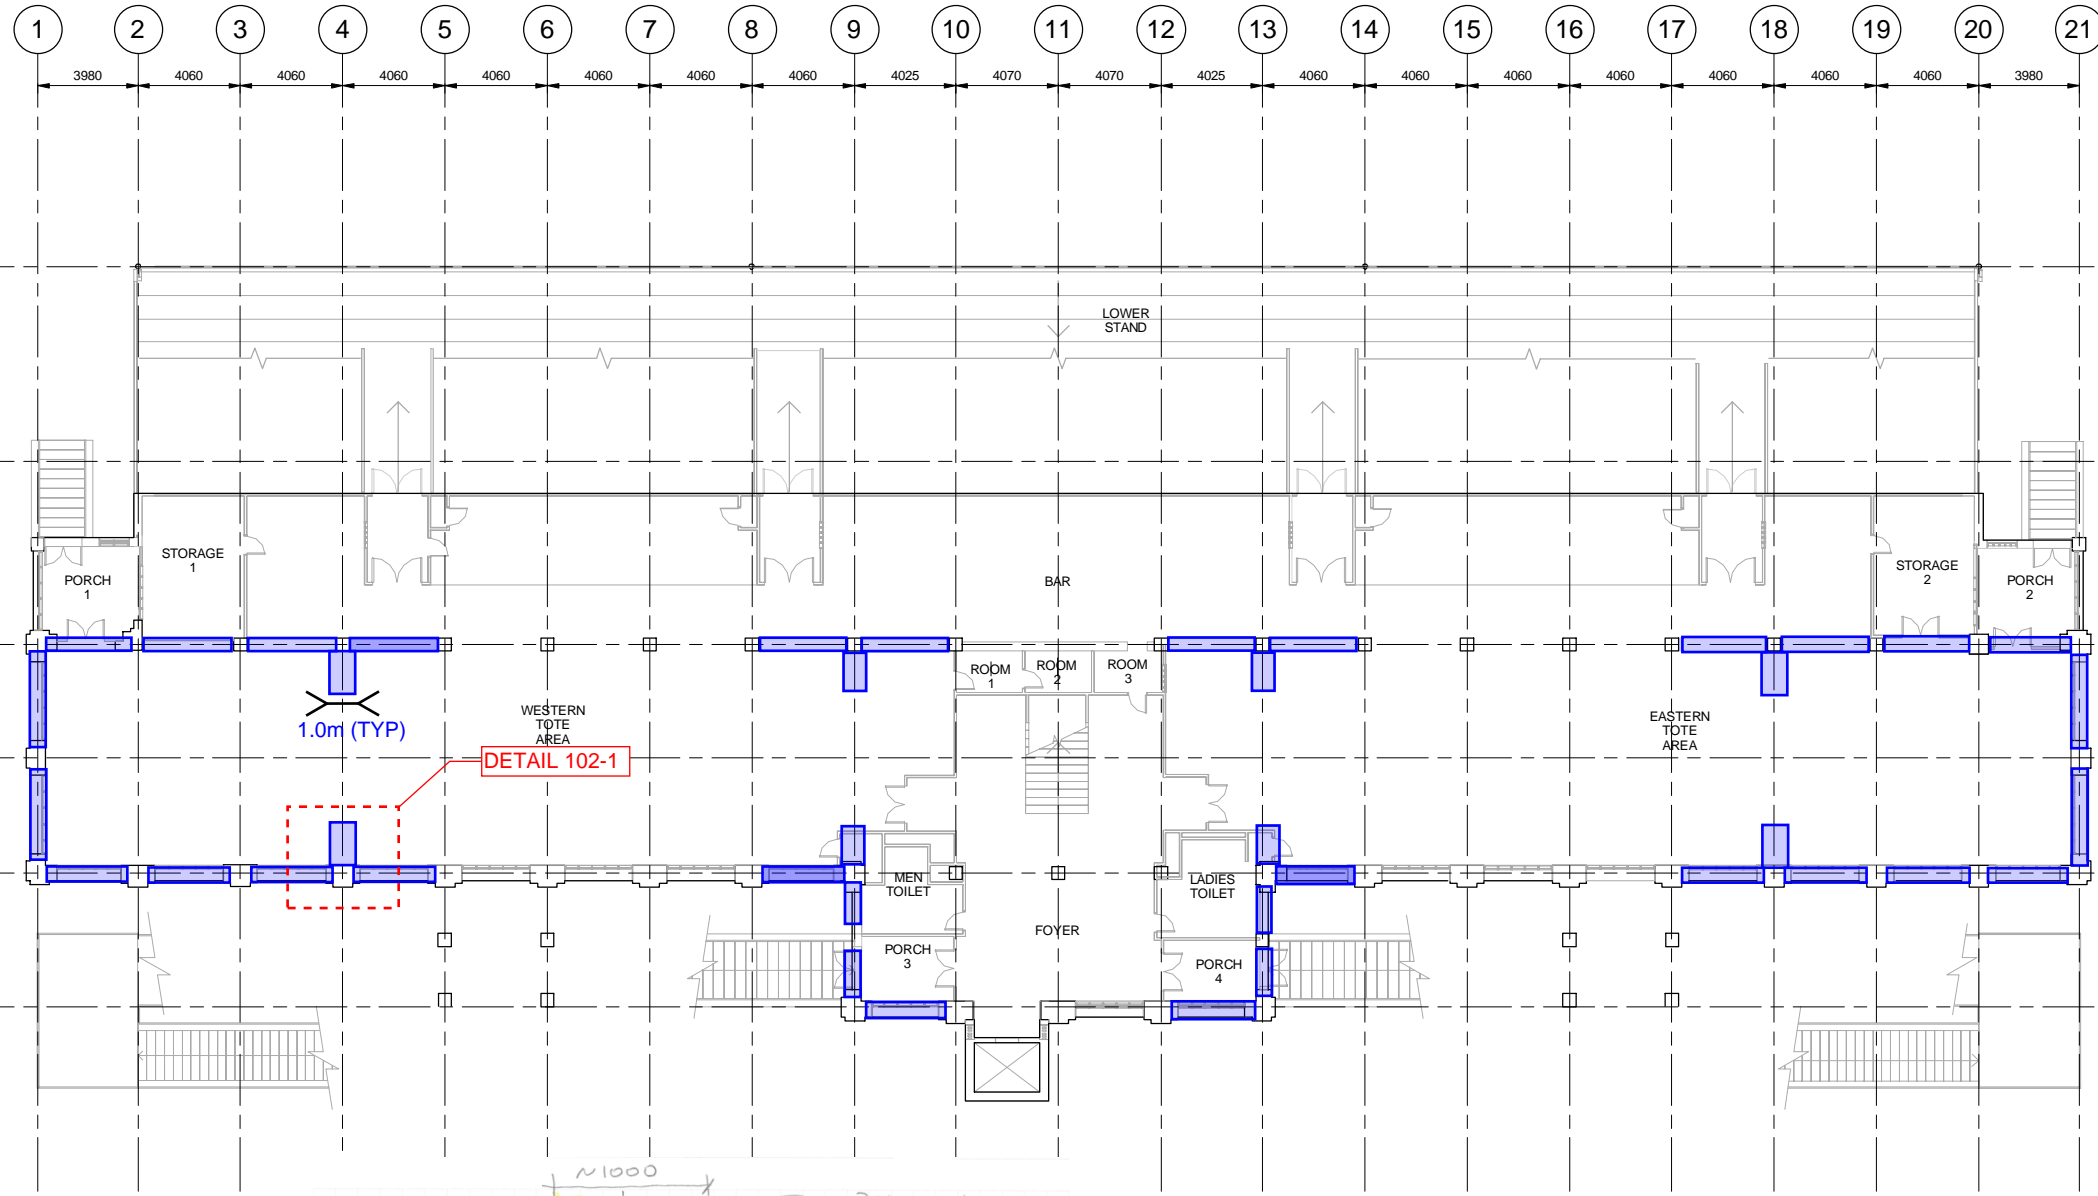 1 2 3 4 5 6 7 8 9 10 11 12 13 14 15 16 17 18 19 20 21
3980 4060 4060 4060 4060 4060 4060 4060 4025 4070 4070 4025 4060 4060 4060 4060 4060 4060 4060 3980
LOWER
STAND
STORAGE
1
PORCH
1
BAR
STORAGE
2
PORCH
2
ROOM
1
ROOM
2
ROOM
3
1.0m (TYP)
WESTERN
TOTE
AREA
EASTERN
TOTE
AREA
DETAIL 102-1
MEN
TOILET
LADIES
TOILET
FOYER
PORCH
3
PORCH
4
~1000